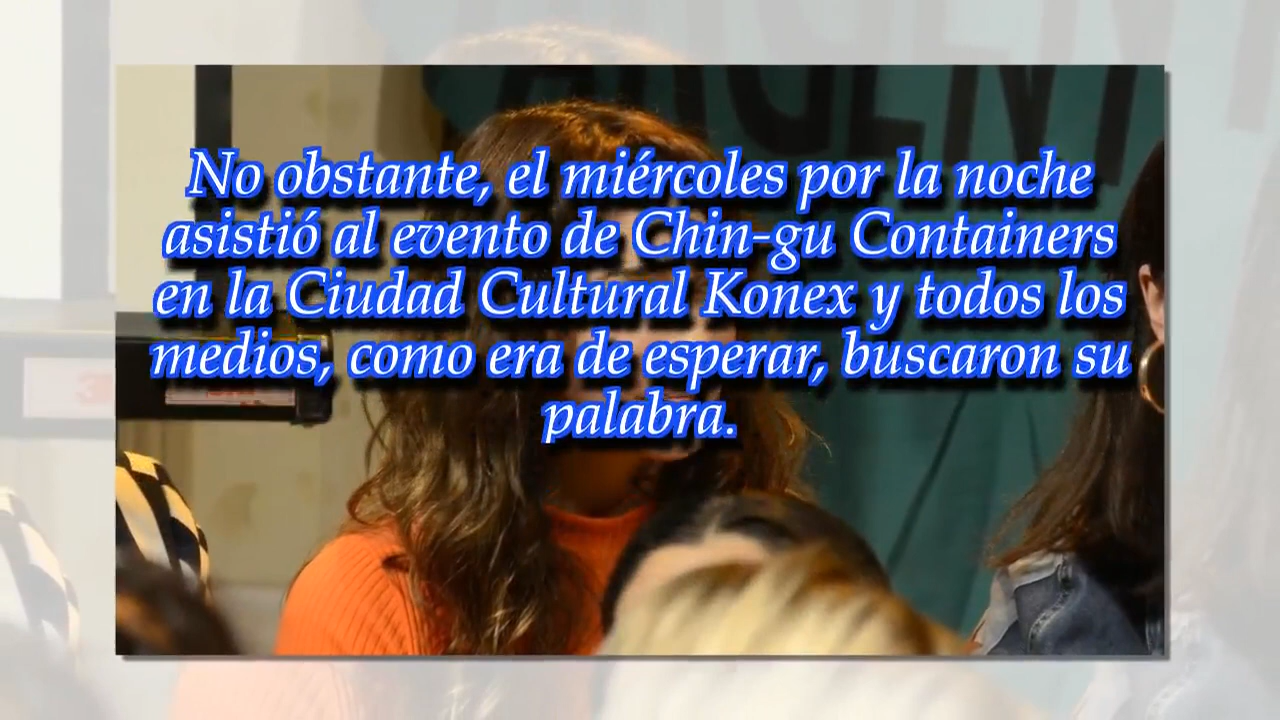 No obstante, el miércoles por la noche
asistió al evento de Chin-gu Containers
en la Ciudad Cultural Konex y todos los
medios, como era de esperar, buscaron su
palabra.